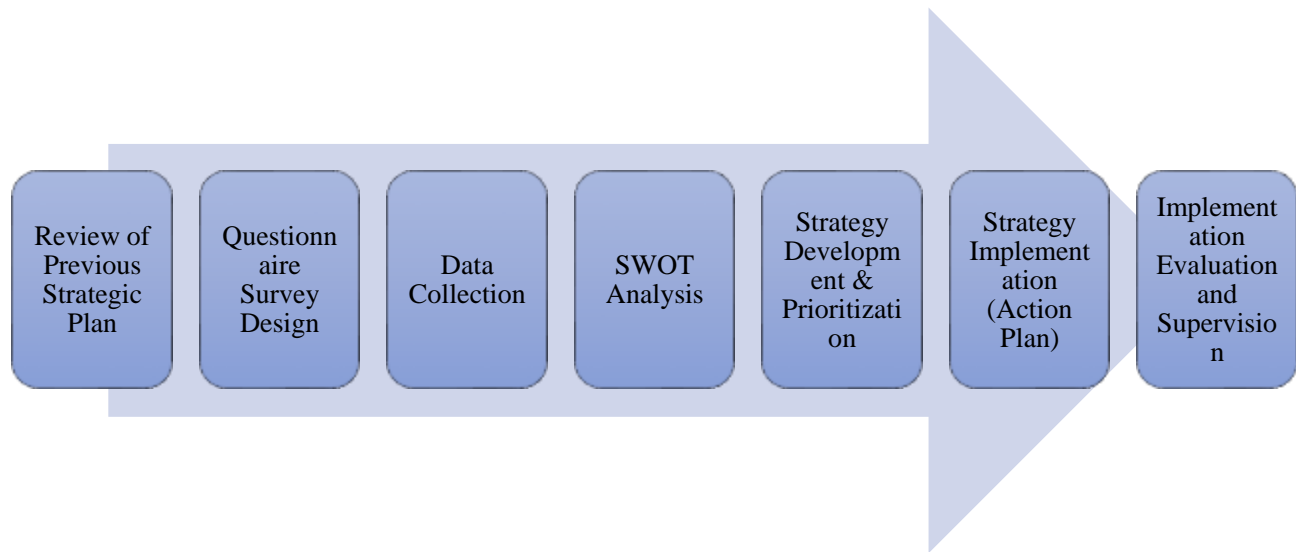 Review of
Previous
Strategic
Plan
Questionn
aire
Survey
Design
Data
Collection
SWOT
Analysis
Strategy
Developm
ent &
Prioritizati
on
Strategy
Implement
ation
(Action
Plan)
Implement
ation
Evaluation
and
Supervisio
n